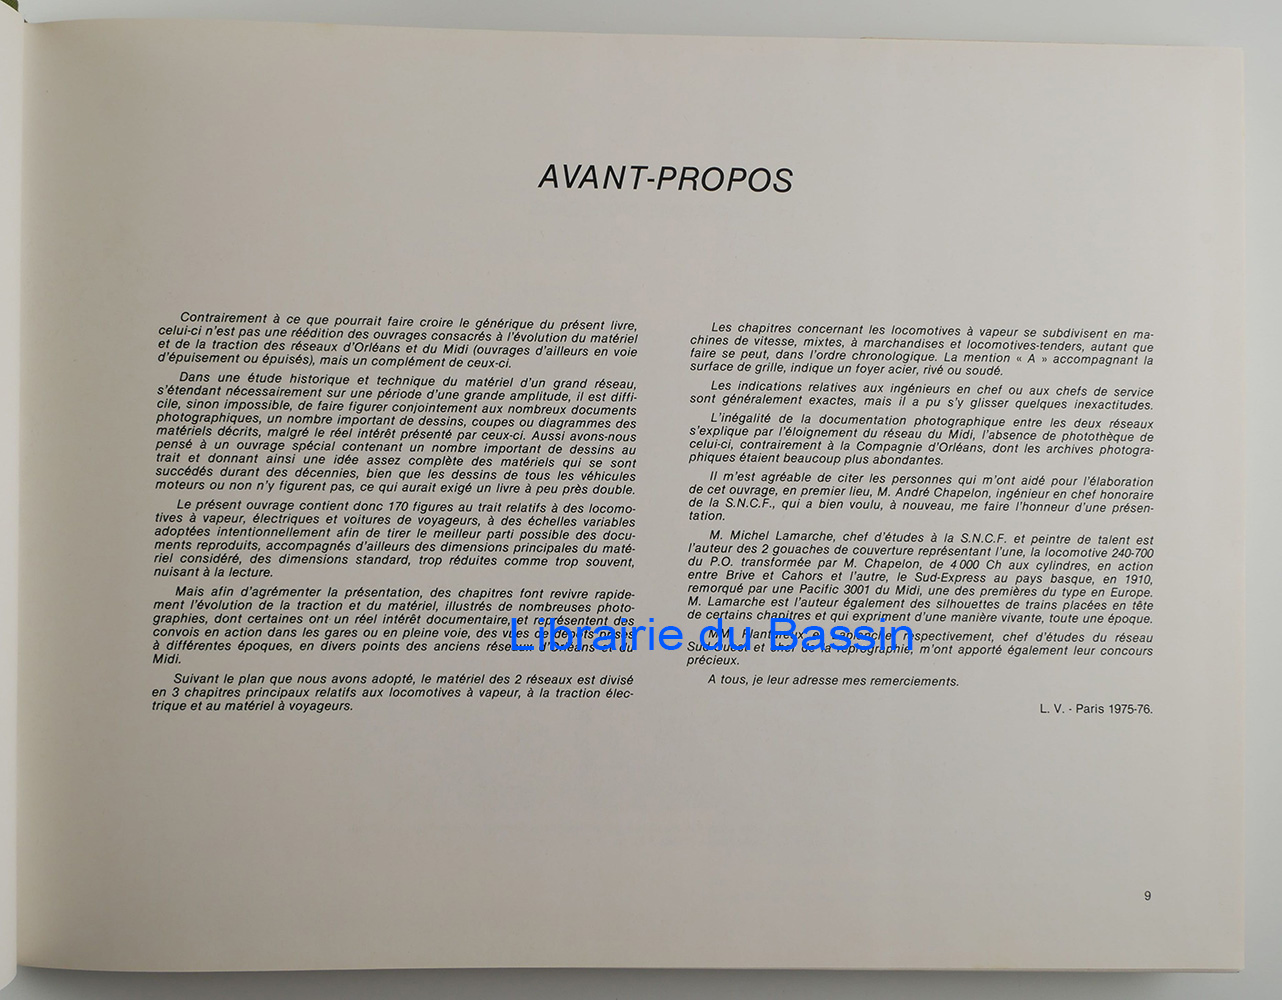 AVANT-PROPOS
Contrairement à ce que pourrait faire croire le générique du présent livre,
celui-ci n'est pas une réédition des ouvrages consacrés à l'évolution du matériel
et de la traction des réseaux d'Orléans et du Midi (ouvrages d'ailleurs en voie
d'épuisement ou épuisés), mais un complément de ceux-ci.
Dans une étude historique et technique du matériel d'un grand réseau,
s'étendant nécessairement sur une période d'une grande amplitude, il est diffi-
cile, sinon impossible, de faire figurer conjointement aux nombreux documents
photographiques, un nombre important de dessins, coupes ou diagrammes des
matériels décrits, malgré le réel intérêt présenté par ceux-ci. Aussi avons-nous
pensé à un ouvrage spécial contenant un nombre important de dessins au
trait et donnant ainsi une idée assez complète des matériels qui se sont
succédés durant des décennies, bien que les dessins de tous les véhicules
moteurs ou non n'y figurent pas, ce qui aurait exigé un livre à peu près double.
Le présent ouvrage contient donc 170 figures au trait relatifs à des locomo-
tives à vapeur, électriques et voitures de voyageurs, à des échelles variables
adoptées intentionnellement afin de tirer le meilleur parti possible des docu-
ments reproduits, accompagnés d'ailleurs des dimensions principales du maté-
riel considéré, des dimensions standard, trop réduites comme trop souvent,
nuisant à la lecture.
Mais afin d'agrémenter la présentation, des chapitres font revivre rapide-
ment l'évolution de la traction et du matériel, illustrés de nombreuses photo-
graphies, dont certaines ont un réel intérêt documentaire, et représentent des
convois en action dans les gares ou en pleine voie, des vues de dépôts prises
à différentes époques, en divers points des anciens réseaux d'Orléans et du
Midi.
Suivant le plan que nous avons adopté, le matériel des 2 réseaux est divisé
en 3 chapitres principaux relatifs aux locomotives à vapeur, à la traction élec-
trique et au matériel à voyageurs.
Les chapitres concernant les locomotives à vapeur se subdivisent en ma-
chines de vitesse, mixtes, à marchandises et locomotives-tenders, autant que
faire se peut, dans l'ordre chronologique. La mention « A » accompagnant la
surface de grille, indique un foyer acier, rivé ou soudé.
Les indications relatives aux ingénieurs en chef ou aux chefs de service
sont généralement exactes, mais il a pu s'y glisser quelques inexactitudes.
L'inégalité de la documentation photographique entre les deux réseaux
s'explique par l'éloignement du réseau du Midi, l'absence de photothèque de
celui-ci, contrairement à la Compagnie d'Orléans, dont les archives photogra-
phiques étaient beaucoup plus abondantes.
Il m'est agréable de citer les personnes qui m'ont aidé pour l'élaboration
de cet ouvrage, en premier lieu, M. André Chapelon, ingénieur en chef honoraire
de la S.N.C.F., qui a bien voulu, à nouveau, me faire l'honneur d'une présen-
tation.
M. Michel Lamarche, chef d'études à la S.N.C.F. et peintre de talent est
l'auteur des 2 gouaches de couverture représentant l'une, la locomotive 240-700
du P.O. transformée par M. Chapelon, de 4 000 Ch aux cylindres, en action
entre Brive et Cahors et l'autre, le Sud-Express au pays basque, en 1910,
remorqué par une Pacific 3001 du Midi, une des premières du type en Europe.
M. Lamarche est l'auteur également des silhouettes de trains placées en tête
de certains chapitres et qui expriment d'une manière vivante, toute une époque.
MM. respectivement, chef d'études du réseau
Sud-Ouest et chef de la reprographie, m'ont apporté également leur concours
précieux.
A tous, je leur adresse mes remerciements.
L. V. - Paris 1975-76.
Librairie du Bassin
9